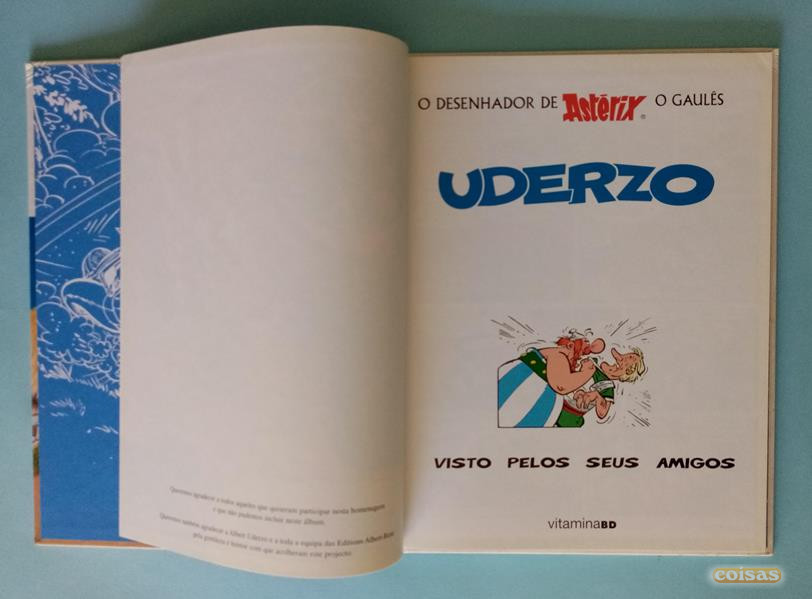 Queremos agradecer a todos aqueles que quiseram participar nesta homenagem
e que não pudemos incluir neste álbum.
Queremos também agradecer a Albert Uderzo e a toda a equipa das Editions Albert-René
pela gentileza e humor com que acolheram este projecto.
O DESENHADOR DE Astérix® O GAULÊS
UDERZO
VISTO PELOS SEUS AMIGOS
vitaminaBD
coisas